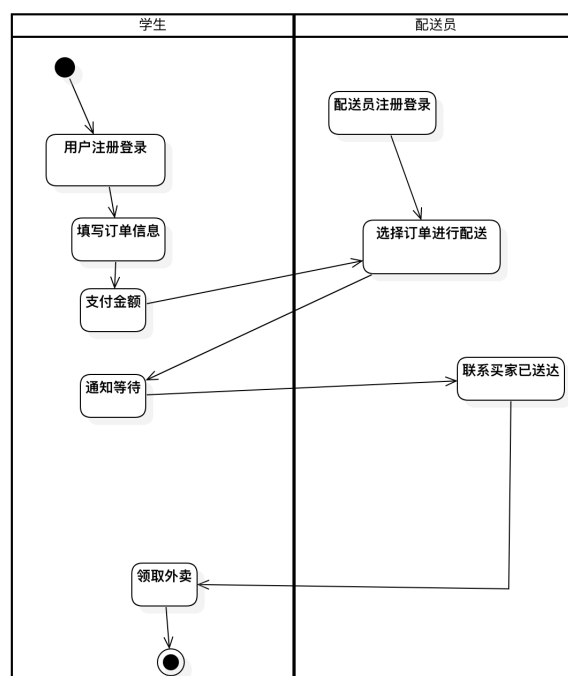 学生
配送员
配送员注册登录
用户注册登录
填写订单信息
选择订单进行配送
支付金额
通知等待
联系买家已送达
领取外卖